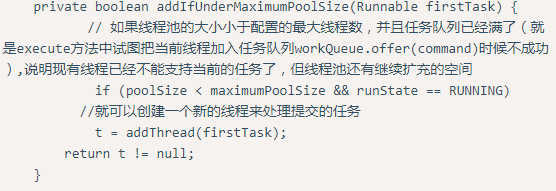 private boolean addIfUnderMaximumPoolSize(Runnable firstTask) {
// 如果线程池的大小小于配置的最大线程数，并且任务队列已经满了（就
是execute方法中试图把当前线程加入任务队列workQueue.offer(command)时候不成功
）,说明现有线程已经不能支持当前的任务了，但线程池还有继续扩充的空间
if (poolSize < maximumPoolSize && runState == RUNNING)
//就可以创建一个新的线程来处理提交的任务
t = addThread(firstTask);
return t != null;
}